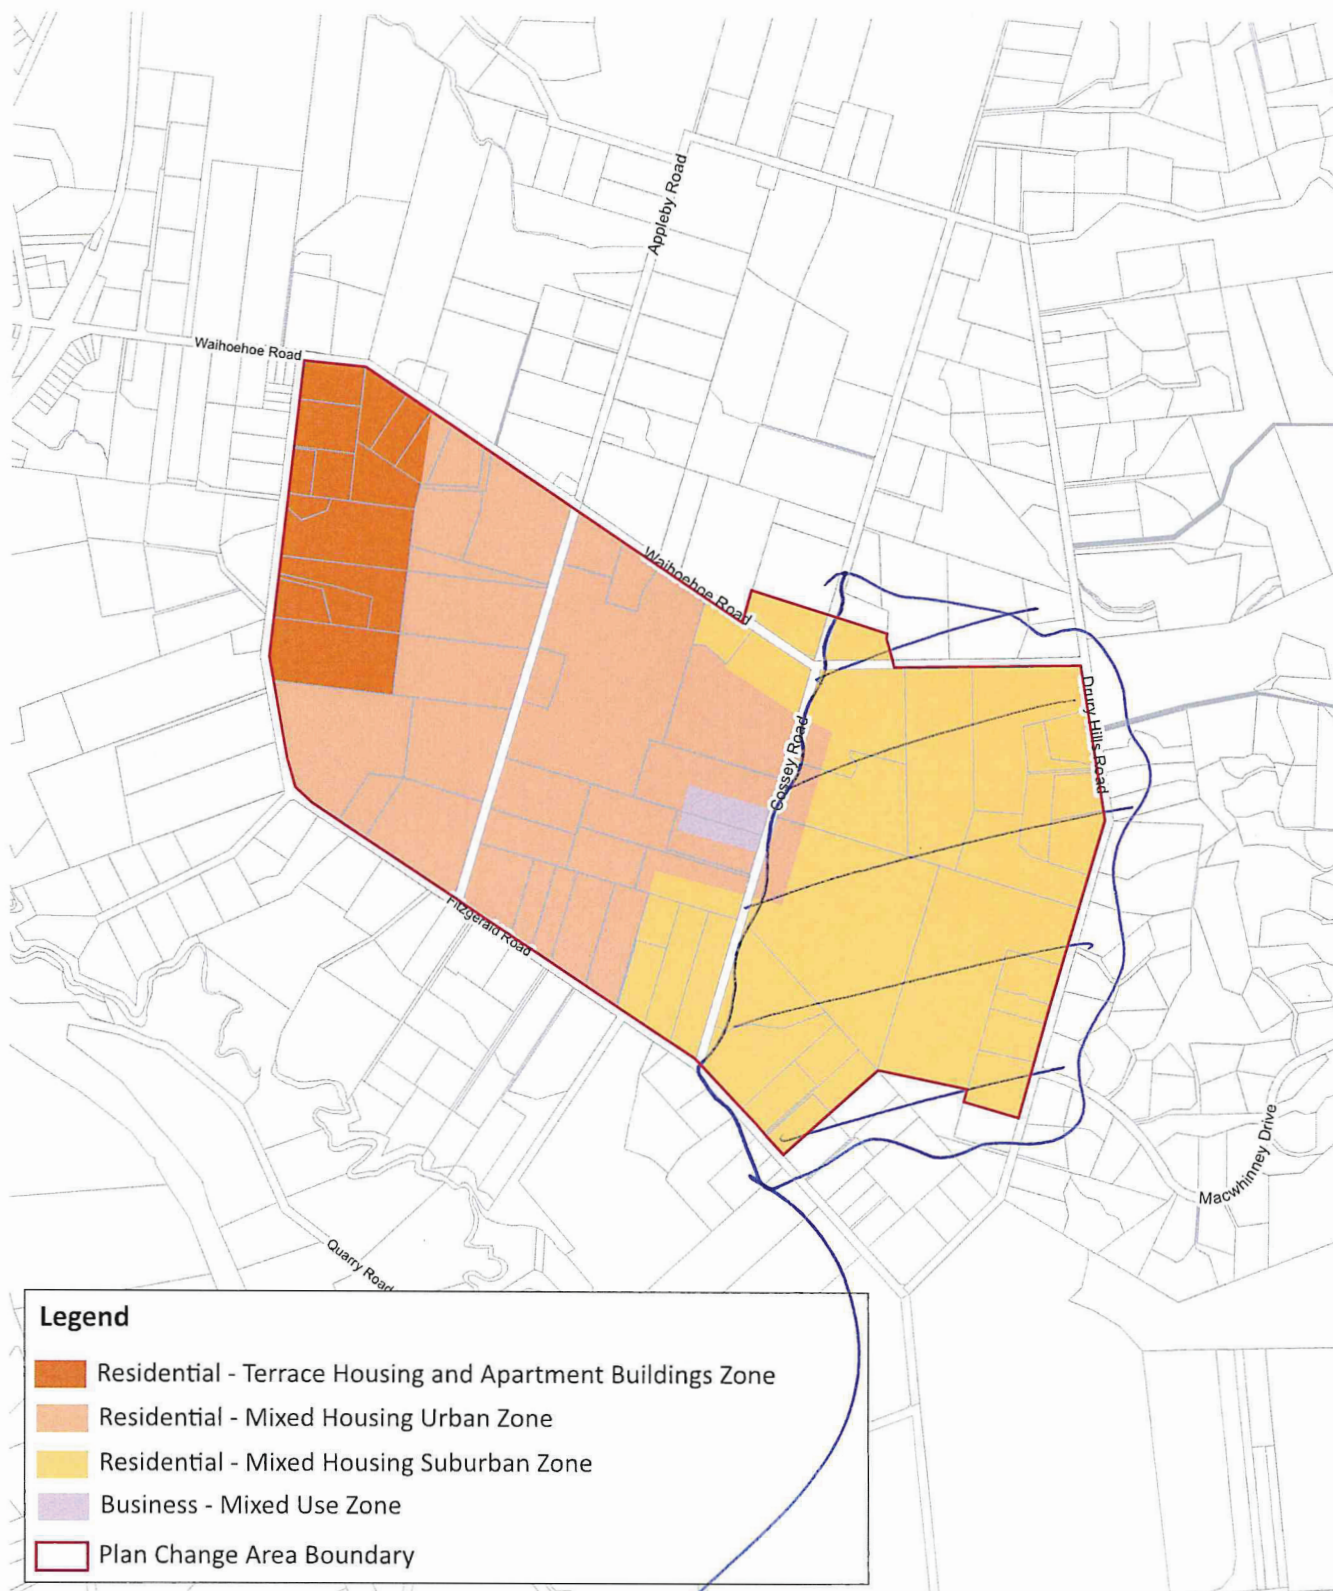 Appleby Road
Waihoehoe Road
Waihoehoe Road
Drury Hills Road
Cossey Road
Fitzgerald Road
Macwhinney Drive
Quarry Road
Legend
Residential - Terrace Housing and Apartment Buildings Zone
Residential - Mixed Housing Urban Zone
Residential - Mixed Housing Suburban Zone
Business - Mixed Use Zone
Plan Change Area Boundary